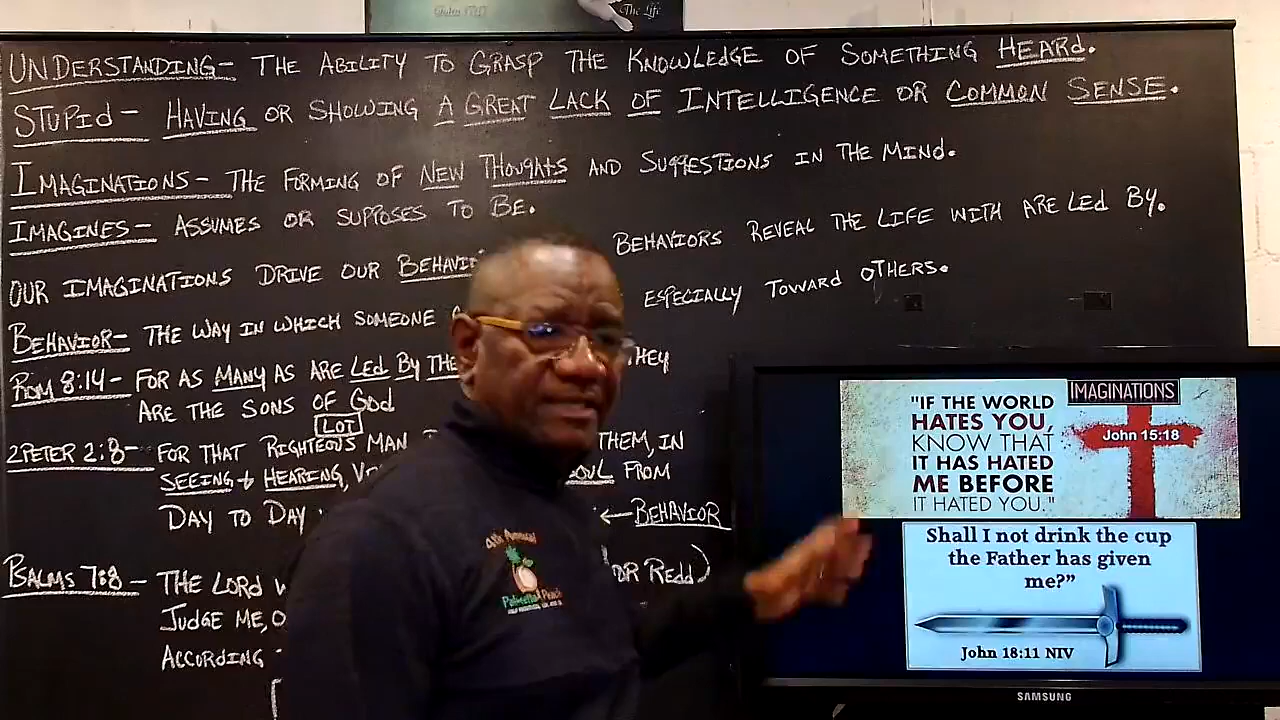 The Life
UNDERSTANDING- THE ABILITY TO GRASP THE KNOWLEDGE OF SOMETHING HEARD.
STUPID- HAVING OR SHOWING A GREAT LACK OF INTELLIGENCE OR COMMON SENSE.
IMAGINATIONS- THE FORMING OF NEW THOUGHTS AND SUGGESTIONS IN THE MIND.
IMAGINES- ASSUMES OR SUPPOSES TO BE.
OUR IMAGINATIONS DRIVE OUR BEHAVI BEHAVIORS REVEAL THE LIFE WITH ARE LED BY.
BEHAVIOR- THE WAY IN WHICH SOMEONE ESPECIALLY TOWARD OTHERS.
ROM 8:14- FOR AS MANY AS ARE LED BY THE THEY
ARE THE SONS OF GOD
LOT
2PETER 2:8- FOR THAT RIGHTEOUS MAN THEM, IN
SEEING + HEARING, SOUL FROM
DAY TO DAY ← BEHAVIOR
PSALMS 7:8- THE LORD OR REDD)
JUDGE ME, O
ACCORDING
IMAGINATIONS
"IF THE WORLD
HATES YOU,
KNOW THAT
IT HAS HATED
ME BEFORE
IT HATED YOU."
John 15:18
Shall I not drink the cup
the Father has given
me?”
John 18:11 NIV
SAMSUNG